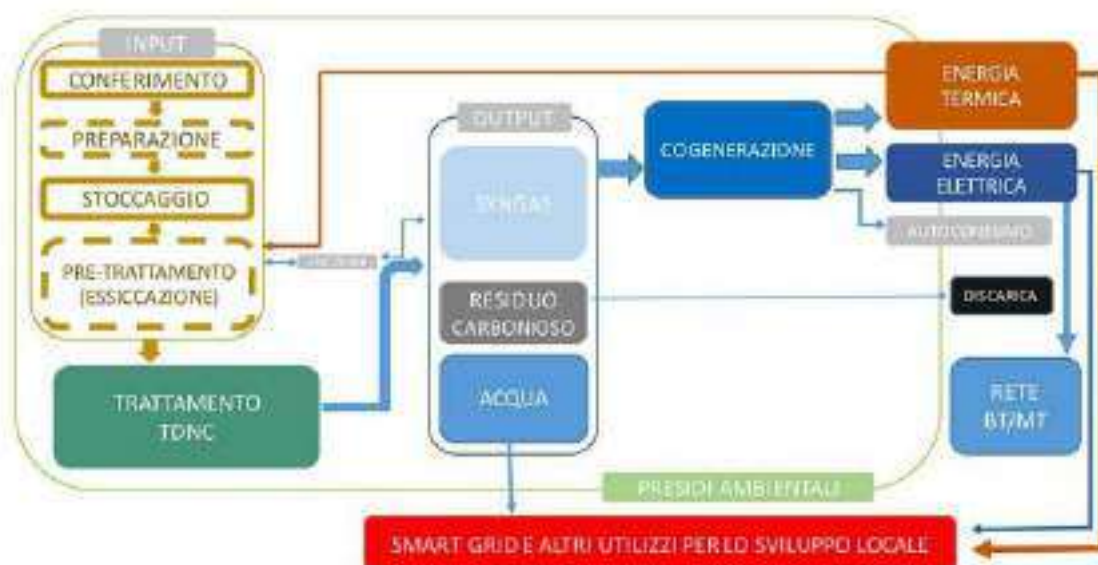 INPUT
CONFERIMENTO
PREPARAZIONE
STOCCAGGIO
PRE-TRATTAMENTO
(ESSICCAZIONE)
TRATTAMENTO
TDNC
OUTPUT
SYNGAS
RESIDUO
CARBONIOSO
ACQUA
COGENERAZIONE
ENERGIA
TERMICA
ENERGIA
ELETTRICA
AUTOCONSUMO
DISCARICA
RETE
BT/MT
PRESIDI AMBIENTALI
SMART GRID E ALTRI UTILIZZI PER LO SVILUPPO LOCALE